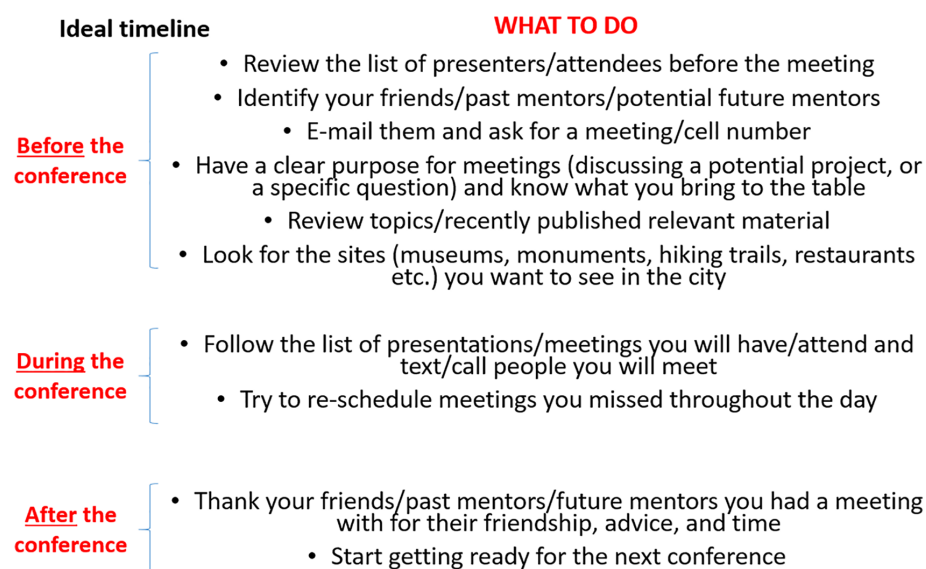 Ideal timeline
WHAT TO DO
Before the
conference
• Review the list of presenters/attendees before the meeting
• Identify your friends/past mentors/potential future mentors
• E-mail them and ask for a meeting/cell number
• Have a clear purpose for meetings (discussing a potential project, or
a specific question) and know what you bring to the table
• Review topics/recently published relevant material
• Look for the sites (museums, monuments, hiking trails, restaurants
etc.) you want to see in the city
During the
conference
• Follow the list of presentations/meetings you will have/attend and
text/call people you will meet
• Try to re-schedule meetings you missed throughout the day
After the
conference
• Thank your friends/past mentors/future mentors you had a meeting
with for their friendship, advice, and time
• Start getting ready for the next conference